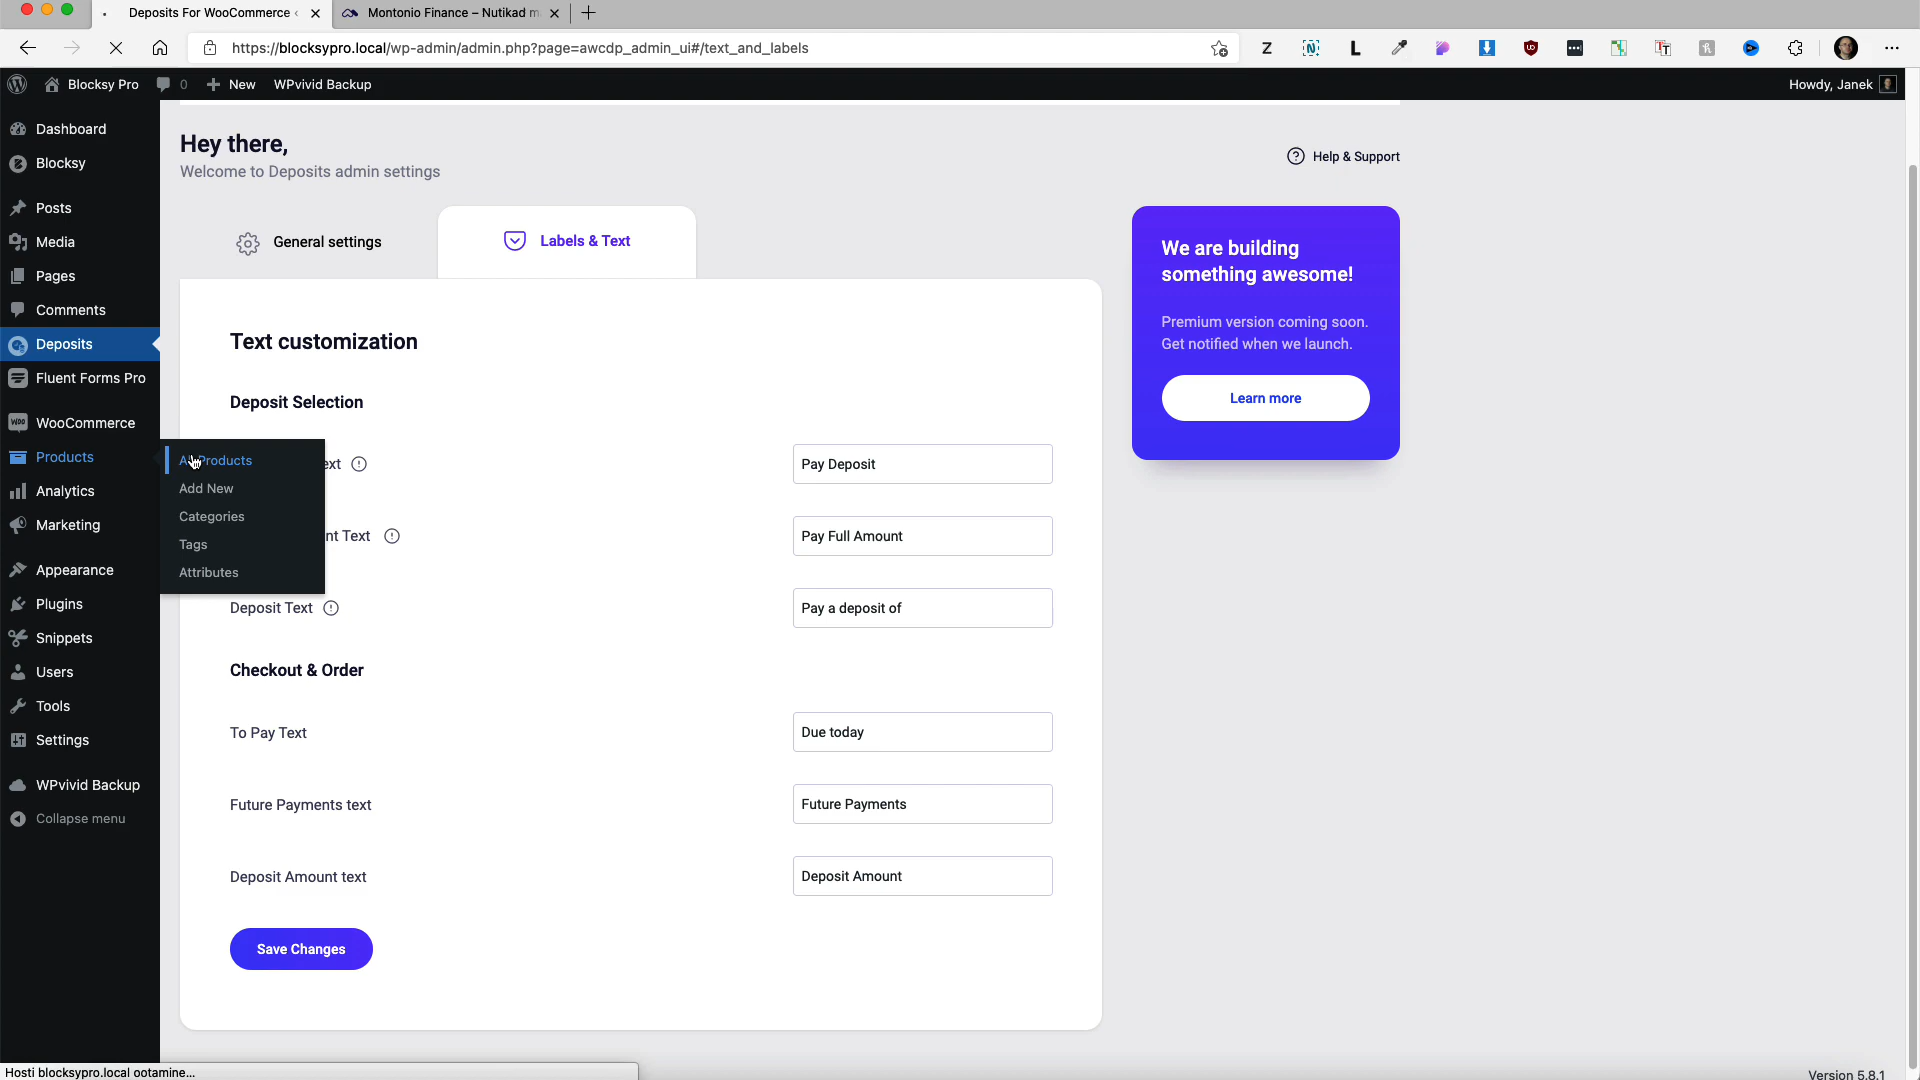 Deposits For WooCommerce ‹
Montonio Finance – Nutikad m
https://blocksypro.local/wp-admin/admin.php?page=awcdp_admin_ui#/text_and_labels
Blocksy Pro
0
New
WPvivid Backup
Howdy, Janek
Dashboard
Blocksy
Posts
Media
Pages
Comments
Deposits
Fluent Forms Pro
WooCommerce
Products
Analytics
Marketing
Appearance
Plugins
Snippets
Users
Tools
Settings
WPvivid Backup
Collapse menu
All Products
Add New
Categories
Tags
Attributes
Hey there,
Welcome to Deposits admin settings
Help & Support
General settings
Labels & Text
Text customization
Deposit Selection
ext
Pay Deposit
nt Text
Pay Full Amount
Deposit Text
Pay a deposit of
Checkout & Order
To Pay Text
Due today
Future Payments text
Future Payments
Deposit Amount text
Deposit Amount
Save Changes
We are building
something awesome!
Premium version coming soon.
Get notified when we launch.
Learn more
Hosti blocksypro.local ootamine...
Version 5.8.1